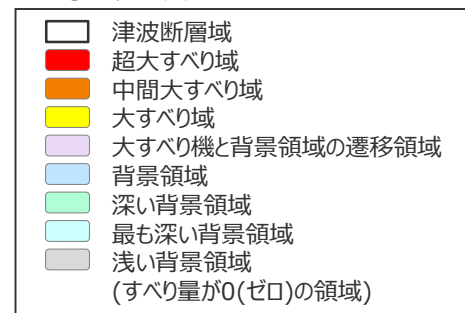 津波断層域
超大すべり域
中間大すべり域
大すべり域
大すべり機と背景領域の遷移領域
背景領域
深い背景領域
最も深い背景領域
浅い背景領域
(すべり量が0(ゼロ)の領域)